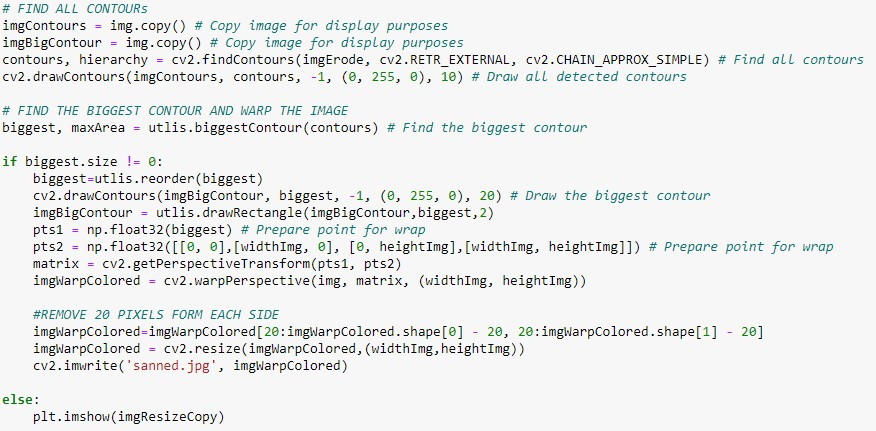 # FIND ALL CONTOURs
imgContours = img.copy() # Copy image for display purposes
imgBigContour = img.copy() # Copy image for display purposes
contours, hierarchy = cv2.findContours(imgErode, cv2.RETR_EXTERNAL, cv2.CHAIN_APPROX_SIMPLE) # Find all contours
cv2.drawContours(imgContours, contours, -1, (0, 255, 0), 10) # Draw all detected contours

# FIND THE BIGGEST CONTOUR AND WARP THE IMAGE
biggest, maxArea = utlis.biggestContour(contours) # Find the biggest contour

if biggest.size != 0:
    biggest=utlis.reorder(biggest)
    cv2.drawContours(imgBigContour, biggest, -1, (0, 255, 0), 20) # Draw the biggest contour
    imgBigContour = utlis.drawRectangle(imgBigContour,biggest,2)
    pts1 = np.float32(biggest) # Prepare point for wrap
    pts2 = np.float32([[0, 0],[widthImg, 0], [0, heightImg],[widthImg, heightImg]]) # Prepare point for wrap
    matrix = cv2.getPerspectiveTransform(pts1, pts2)
    imgWarpColored = cv2.warpPerspective(img, matrix, (widthImg, heightImg))

    #REMOVE 20 PIXELS FORM EACH SIDE
    imgWarpColored=imgWarpColored[20:imgWarpColored.shape[0] - 20, 20:imgWarpColored.shape[1] - 20]
    imgWarpColored = cv2.resize(imgWarpColored,(widthImg,heightImg))
    cv2.imwrite('sanned.jpg', imgWarpColored)

else:
    plt.imshow(imgResizeCopy)